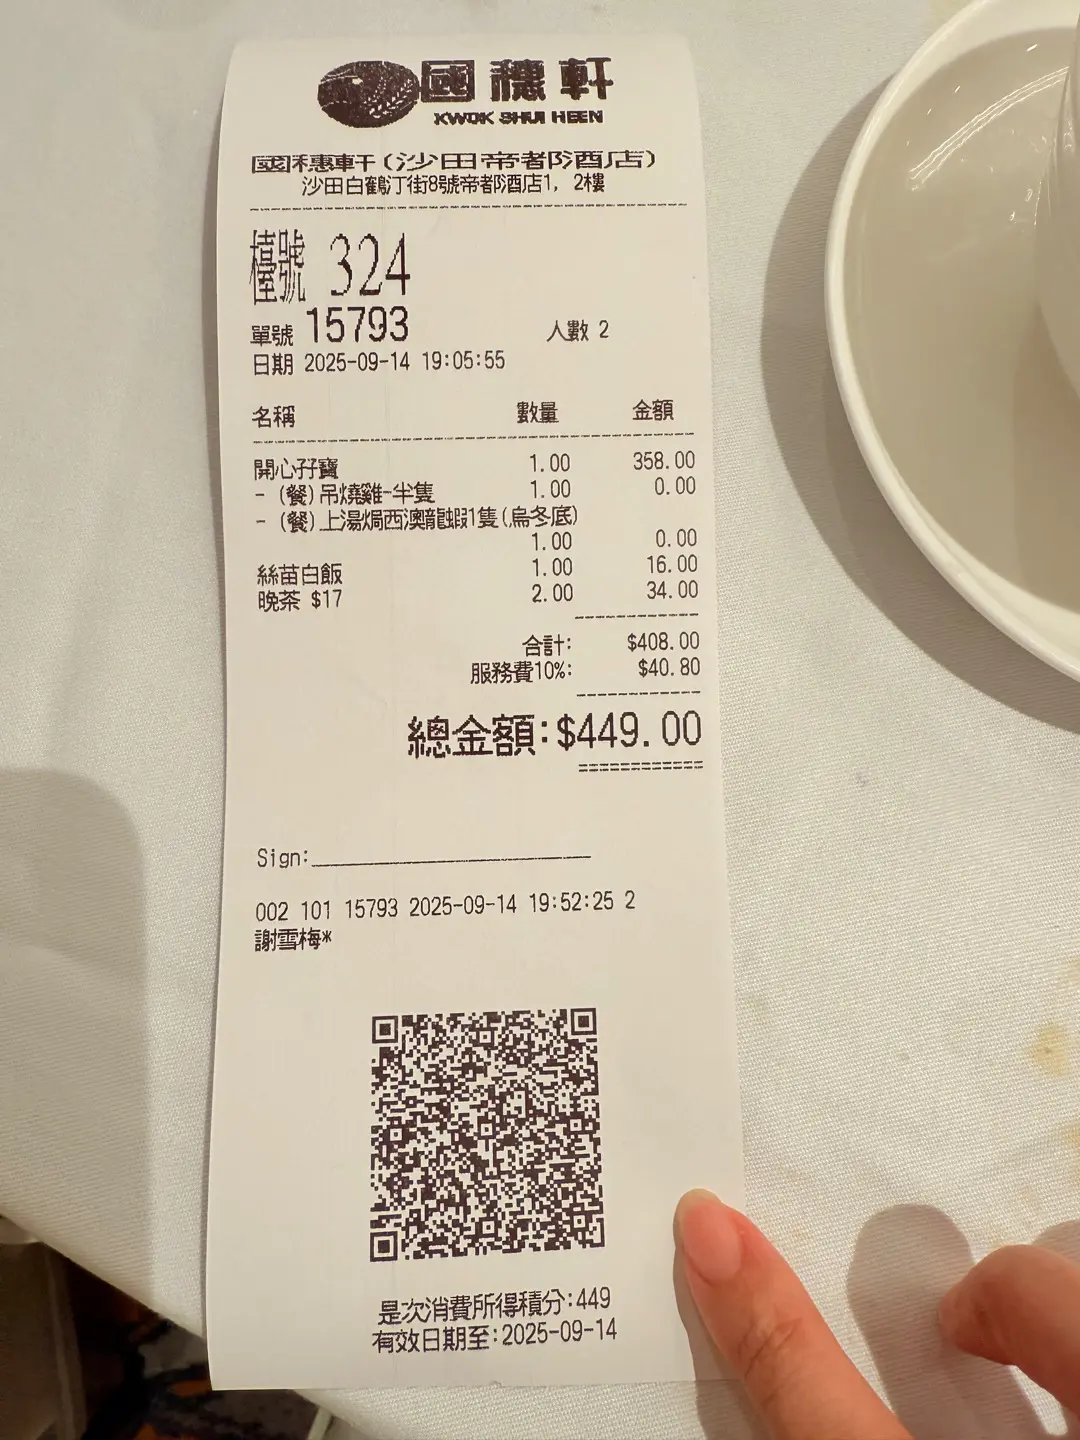 國穗軒
KWOK SHUI HEEN
國穗軒(沙田帝都酒店)
沙田白鶴汀街8號帝都酒店1, 2樓
檯號 324
單號 15793 人數 2
日期 2025-09-14 19:05:55
名稱 數量 金額
開心孖寶 1.00 358.00
- (餐)吊燒雞-半隻 1.00 0.00
- (餐)上湯焗西澳龍蝦1隻(烏冬底)
1.00 0.00
絲苗白飯 1.00 16.00
晚茶 $17 2.00 34.00
合計: $408.00
服務費10%: $40.80
總金額:$449.00
Sign:
002 101 15793 2025-09-14 19:52:25 2
謝雪梅*
是次消費所得積分:449
有效日期至:2025-09-14